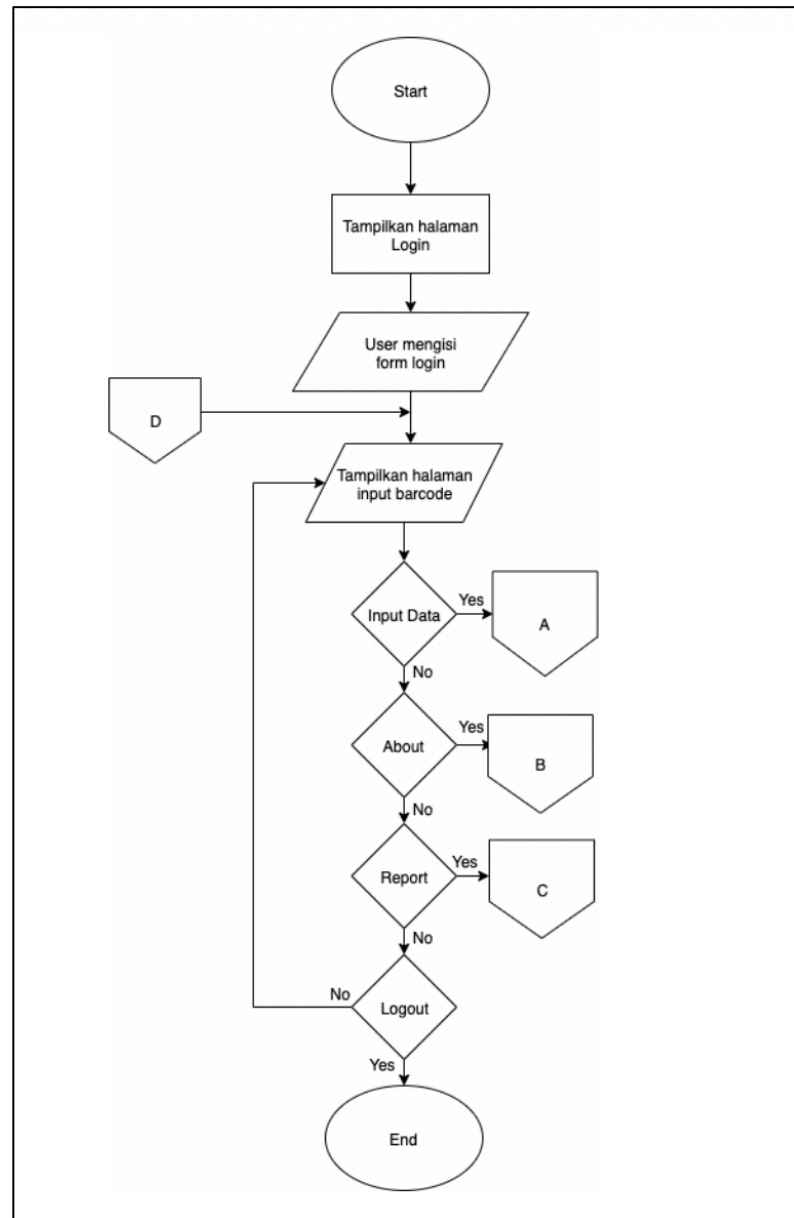 Start
Tampilkan halaman
Login
User mengisi
form login
D
Tampilkan halaman
input barcode
Input Data
Yes
A
No
About
Yes
B
No
Report
Yes
C
No
Logout
No
Yes
End